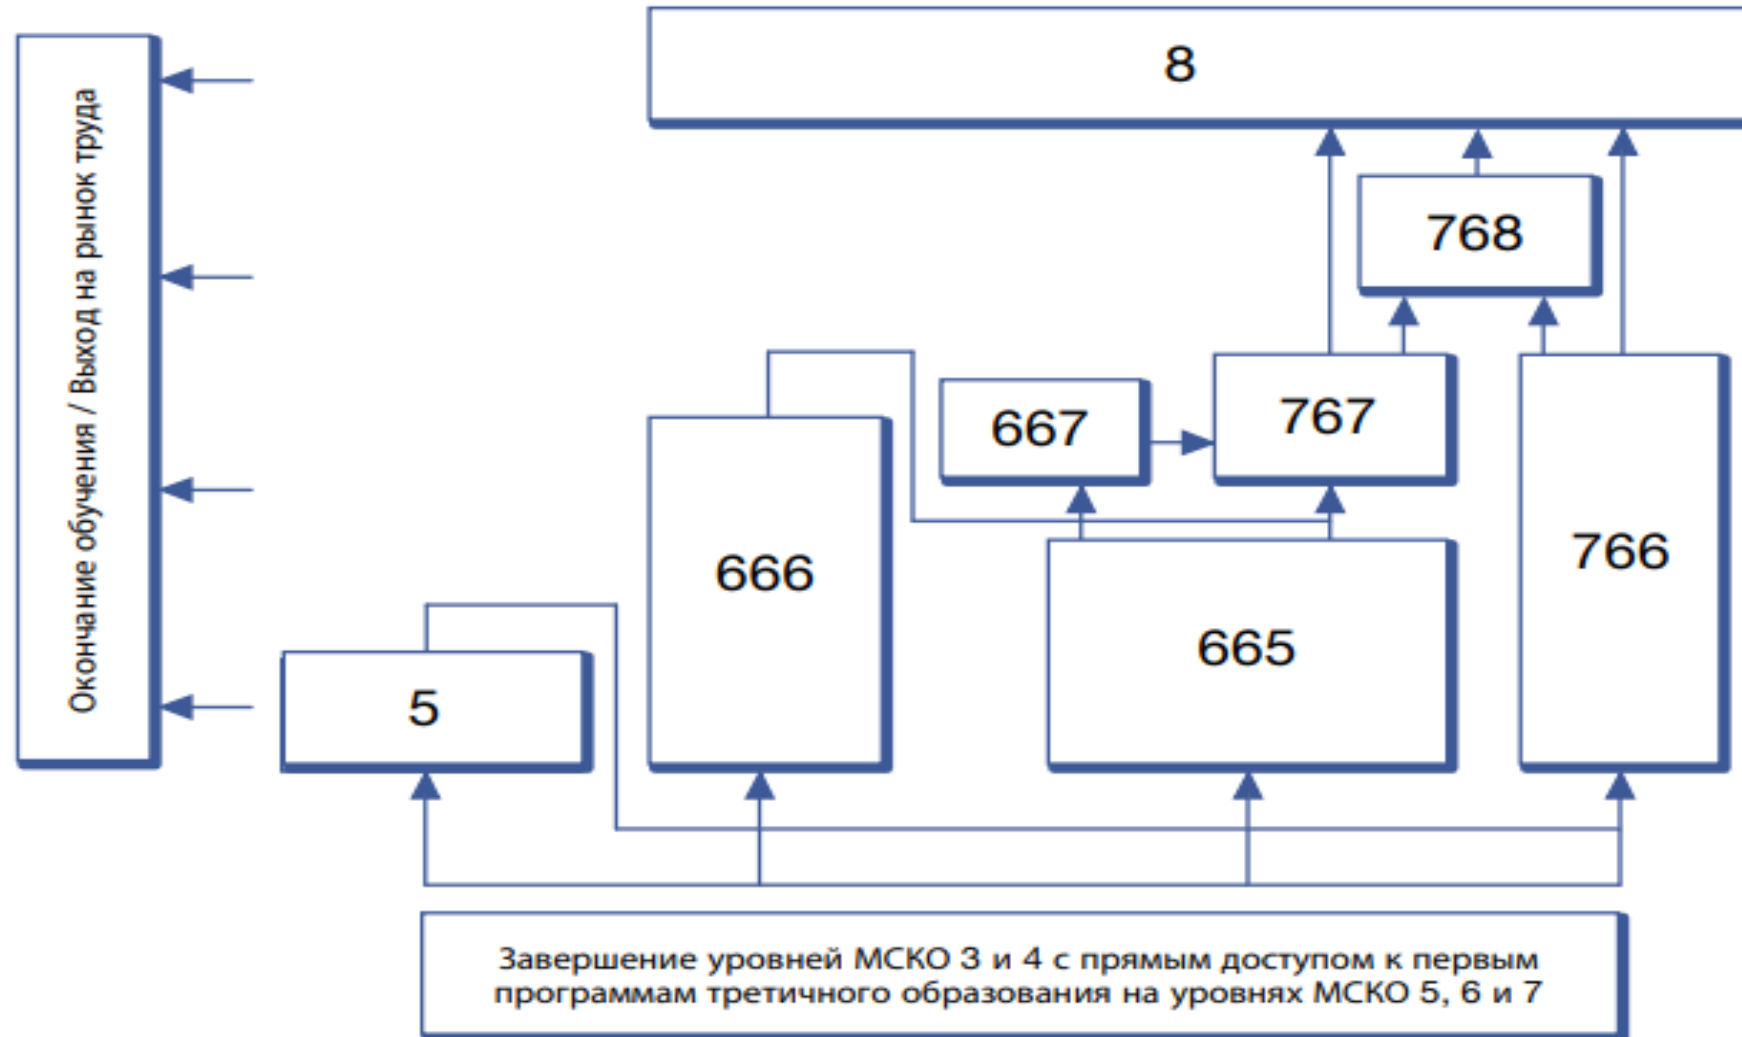 Окончание обучения / Выход на рынок труда
8
768
667
767
666
766
665
5
Завершение уровней МСКО 3 и 4 с прямым доступом к первым
программам третичного образования на уровнях МСКО 5, 6 и 7